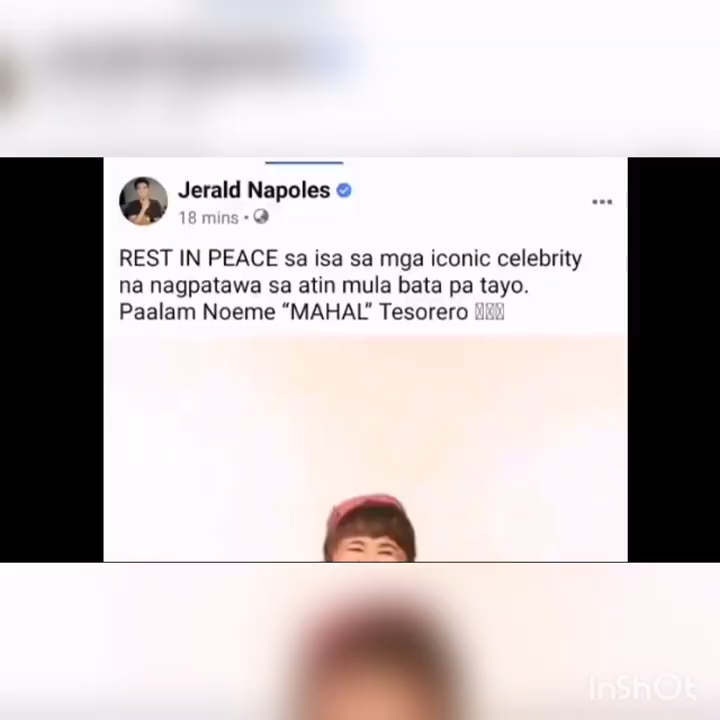 Jerald Napoles
18 mins
REST IN PEACE sa isa sa mga iconic celebrity
na nagpatawa sa atin mula bata pa tayo.
Paalam Noeme “MAHAL” Tesorero
InShOt